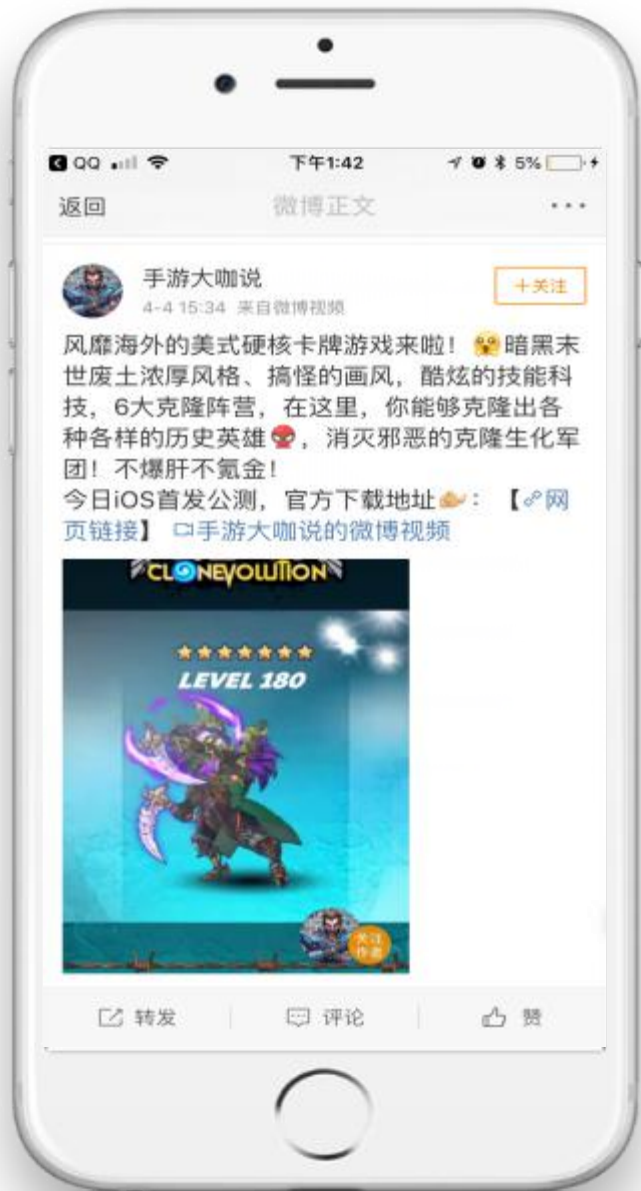 QQ
下午1:42
5%
返回
微博正文
手游大咖说
+关注
4-4 15:34 来自微博视频
风靡海外的美式硬核卡牌游戏来啦！暗黑末
世废土浓厚风格、搞怪的画风，酷炫的技能科
技，6大克隆阵营，在这里，你能够克隆出各
种各样的历史英雄，消灭邪恶的克隆生化军
团！不爆肝不氪金！
今日iOS首发公测，官方下载地址：【网
页链接】 手游大咖说的微博视频
CLONEVOLUTION
LEVEL 180
关注
作者
转发
评论
赞